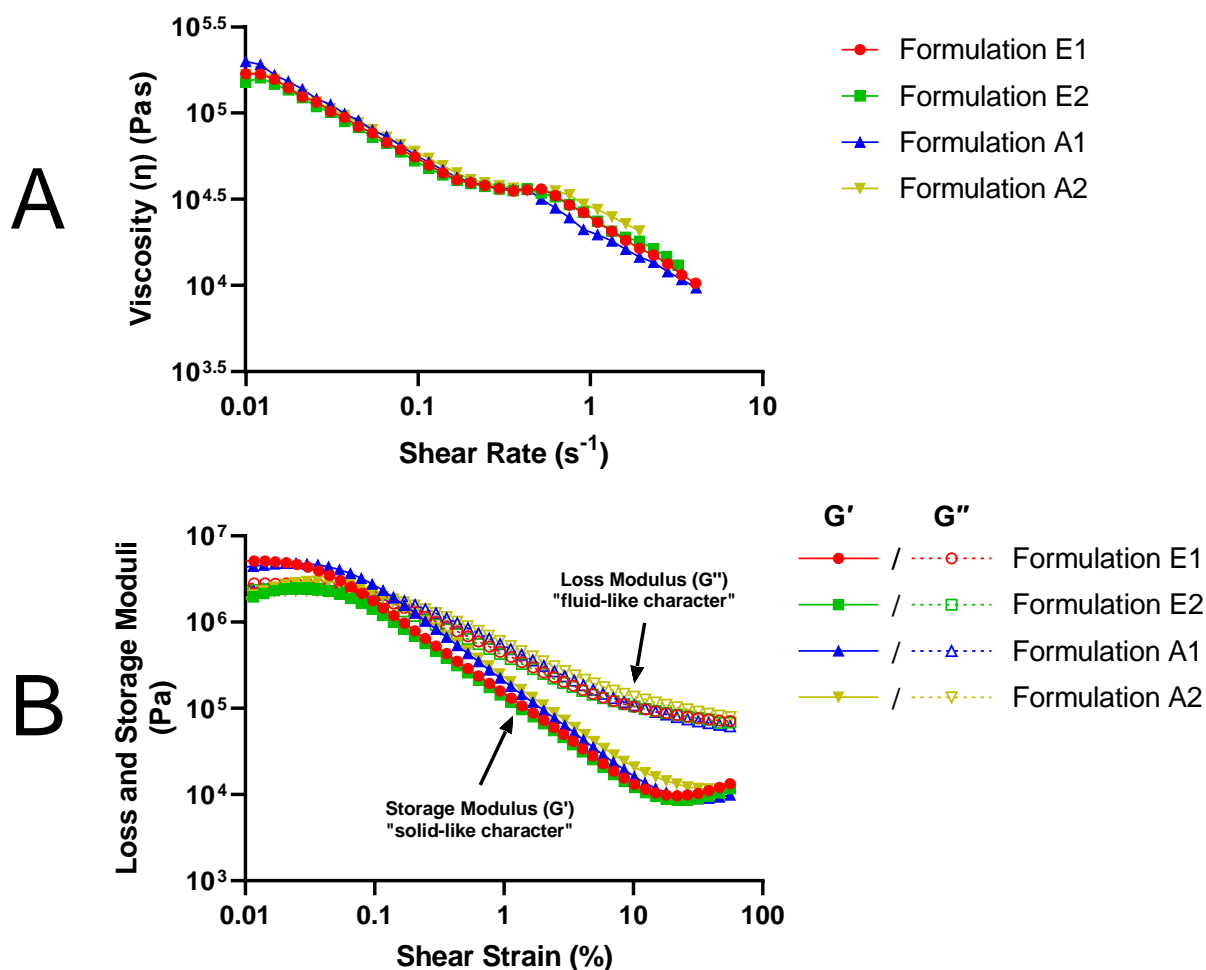 A
Viscosity (η) (Pas)
10^5.5
10^5
10^4.5
10^4
10^3.5
0.01 0.1 1 10
Shear Rate (s^-1)
Formulation E1
Formulation E2
Formulation A1
Formulation A2
B
Loss and Storage Moduli
(Pa)
10^7
10^6
10^5
10^4
10^3
0.01 0.1 1 10 100
Shear Strain (%)
Loss Modulus (G'')
"fluid-like character"
Storage Modulus (G')
"solid-like character"
G′ G″
/ Formulation E1
/ Formulation E2
/ Formulation A1
/ Formulation A2